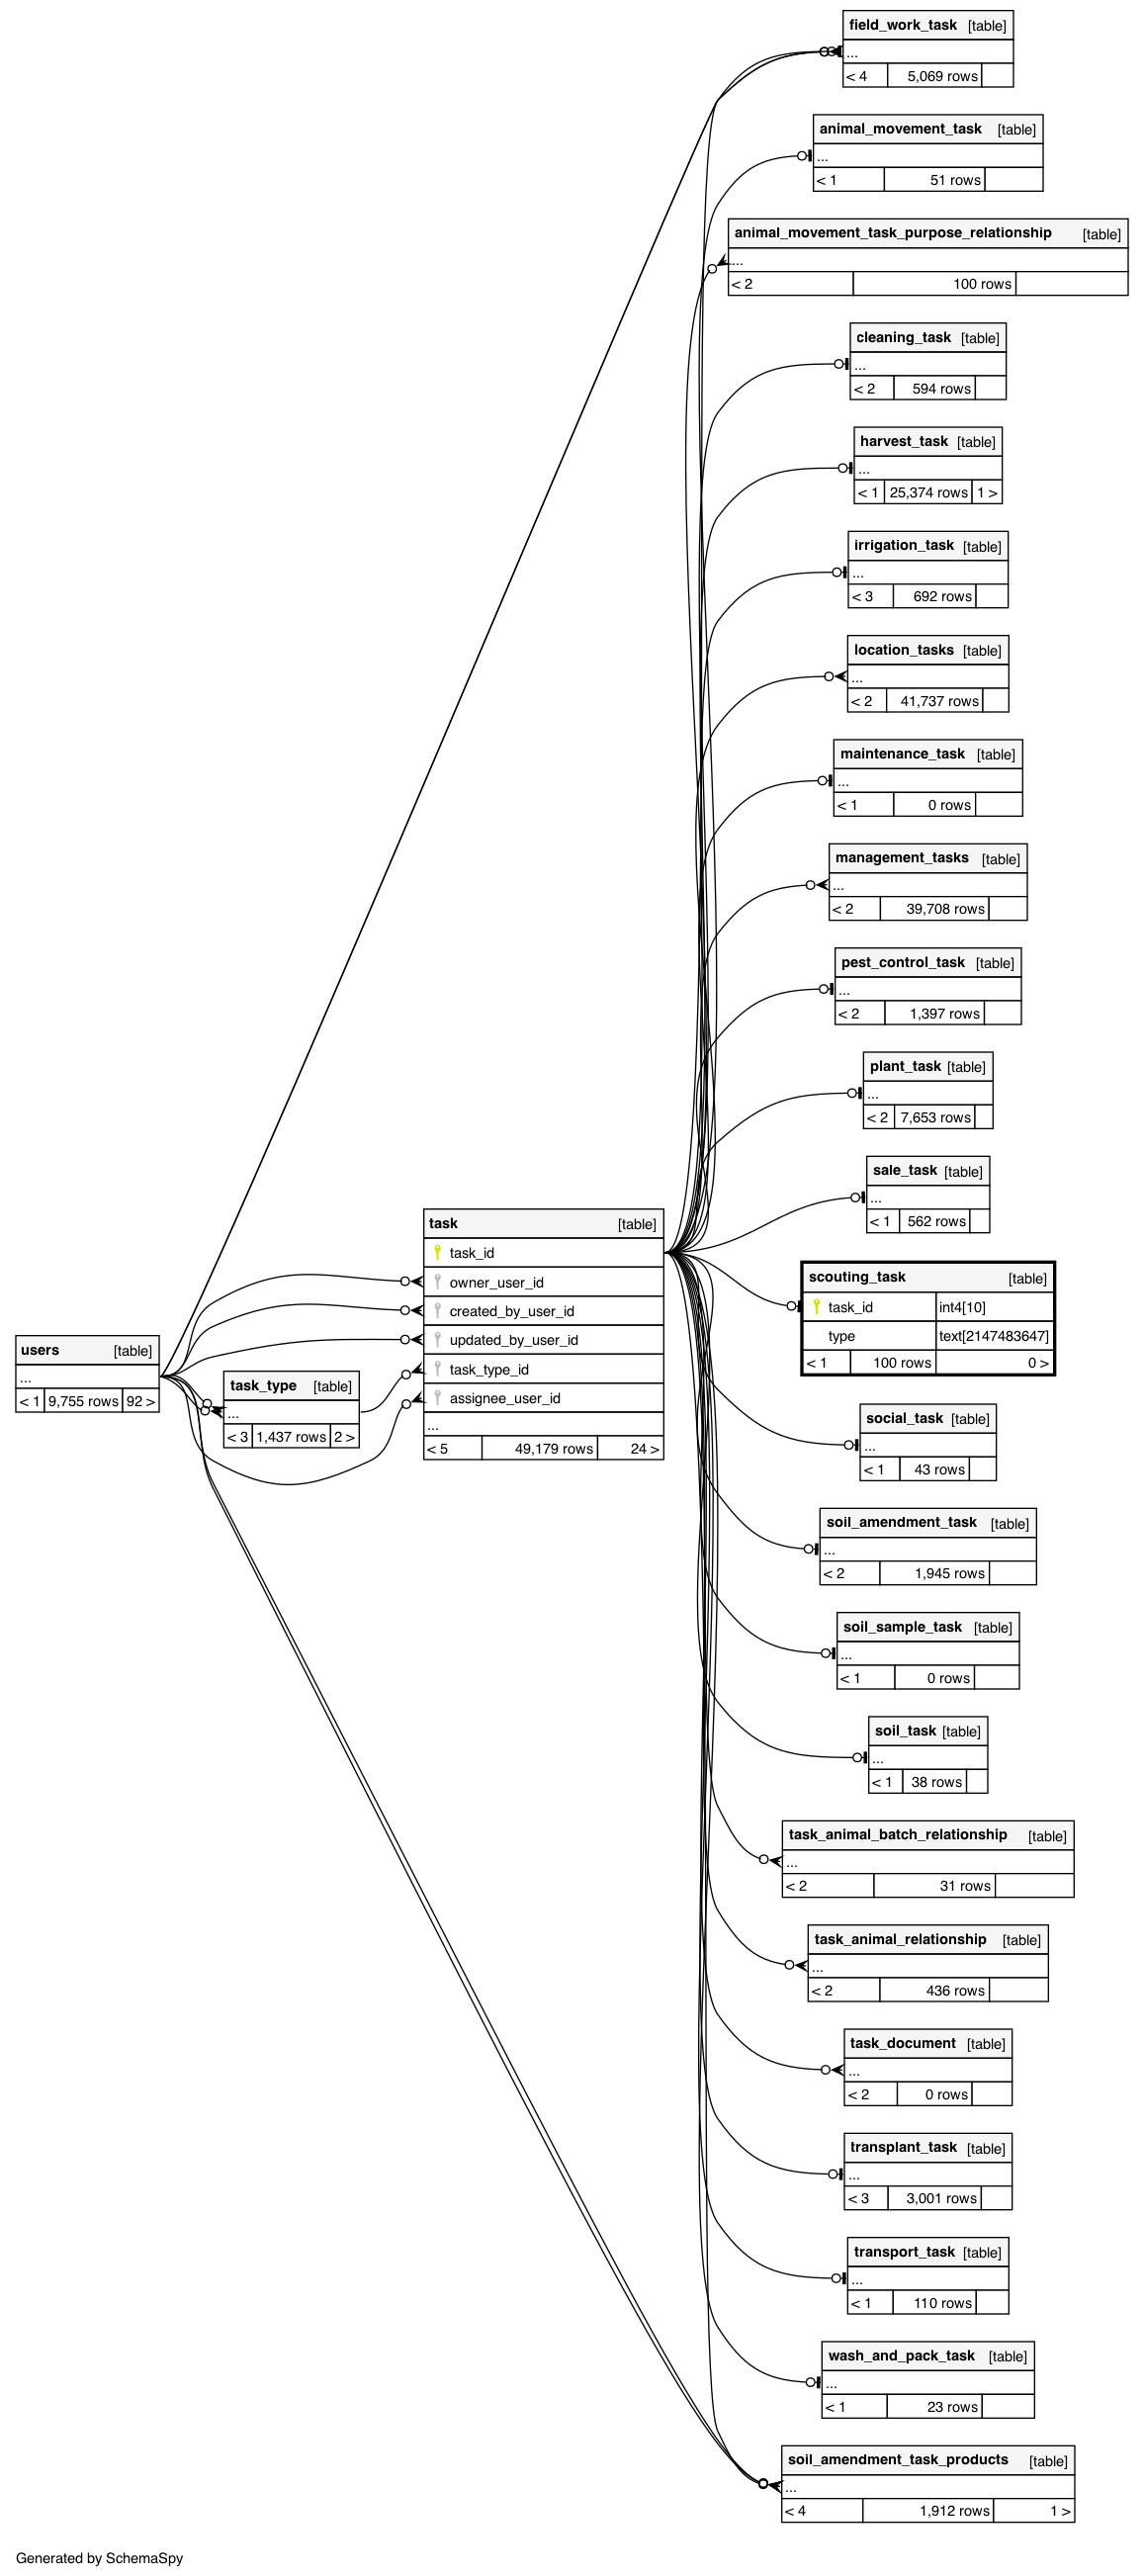 field_work_task [table]
...
< 4 5,069 rows
animal_movement_task [table]
...
< 1 51 rows
animal_movement_task_purpose_relationship [table]
...
< 2 100 rows
cleaning_task [table]
...
< 2 594 rows
harvest_task [table]
...
< 1 25,374 rows 1 >
irrigation_task [table]
...
< 3 692 rows
location_tasks [table]
...
< 2 41,737 rows
maintenance_task [table]
...
< 1 0 rows
management_tasks [table]
...
< 2 39,708 rows
pest_control_task [table]
...
< 2 1,397 rows
plant_task [table]
...
< 2 7,653 rows
sale_task [table]
...
< 1 562 rows
task [table]
task_id
owner_user_id
created_by_user_id
updated_by_user_id
task_type_id
assignee_user_id
...
< 5 49,179 rows 24 >
users [table]
...
< 1 9,755 rows 92 >
task_type [table]
...
< 3 1,437 rows 2 >
scouting_task [table]
task_id int4[10]
type text[2147483647]
< 1 100 rows 0 >
social_task [table]
...
< 1 43 rows
soil_amendment_task [table]
...
< 2 1,945 rows
soil_sample_task [table]
...
< 1 0 rows
soil_task [table]
...
< 1 38 rows
task_animal_batch_relationship [table]
...
< 2 31 rows
task_animal_relationship [table]
...
< 2 436 rows
task_document [table]
...
< 2 0 rows
transplant_task [table]
...
< 3 3,001 rows
transport_task [table]
...
< 1 110 rows
wash_and_pack_task [table]
...
< 1 23 rows
soil_amendment_task_products [table]
...
< 4 1,912 rows 1 >
Generated by SchemaSpy